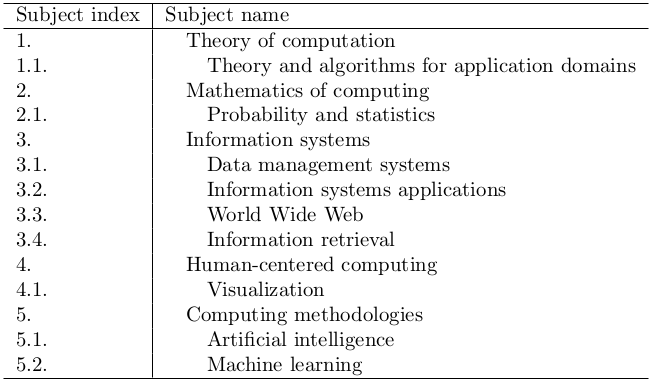 Subject index Subject name
1. Theory of computation
1.1. Theory and algorithms for application domains
2. Mathematics of computing
2.1. Probability and statistics
3. Information systems
3.1. Data management systems
3.2. Information systems applications
3.3. World Wide Web
3.4. Information retrieval
4. Human-centered computing
4.1. Visualization
5. Computing methodologies
5.1. Artificial intelligence
5.2. Machine learning